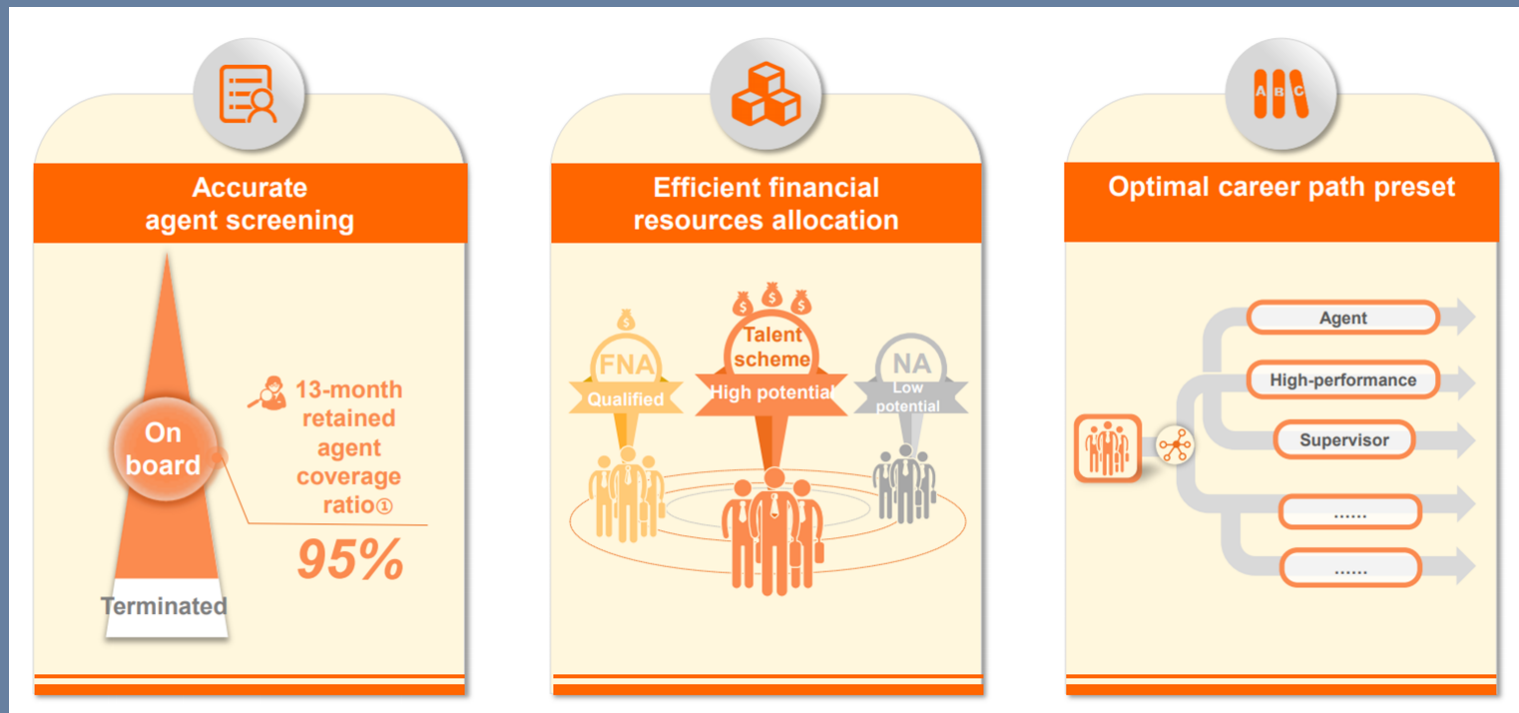 Accurate
agent screening
On
board
13-month
retained
agent
coverage
ratio①
95%
Terminated
Efficient financial
resources allocation
$
$ $ $
FNA
Qualified
Talent
scheme
High potential
NA
Low
potential
A B C
Optimal career path preset
Agent
High-performance
Supervisor
......
......